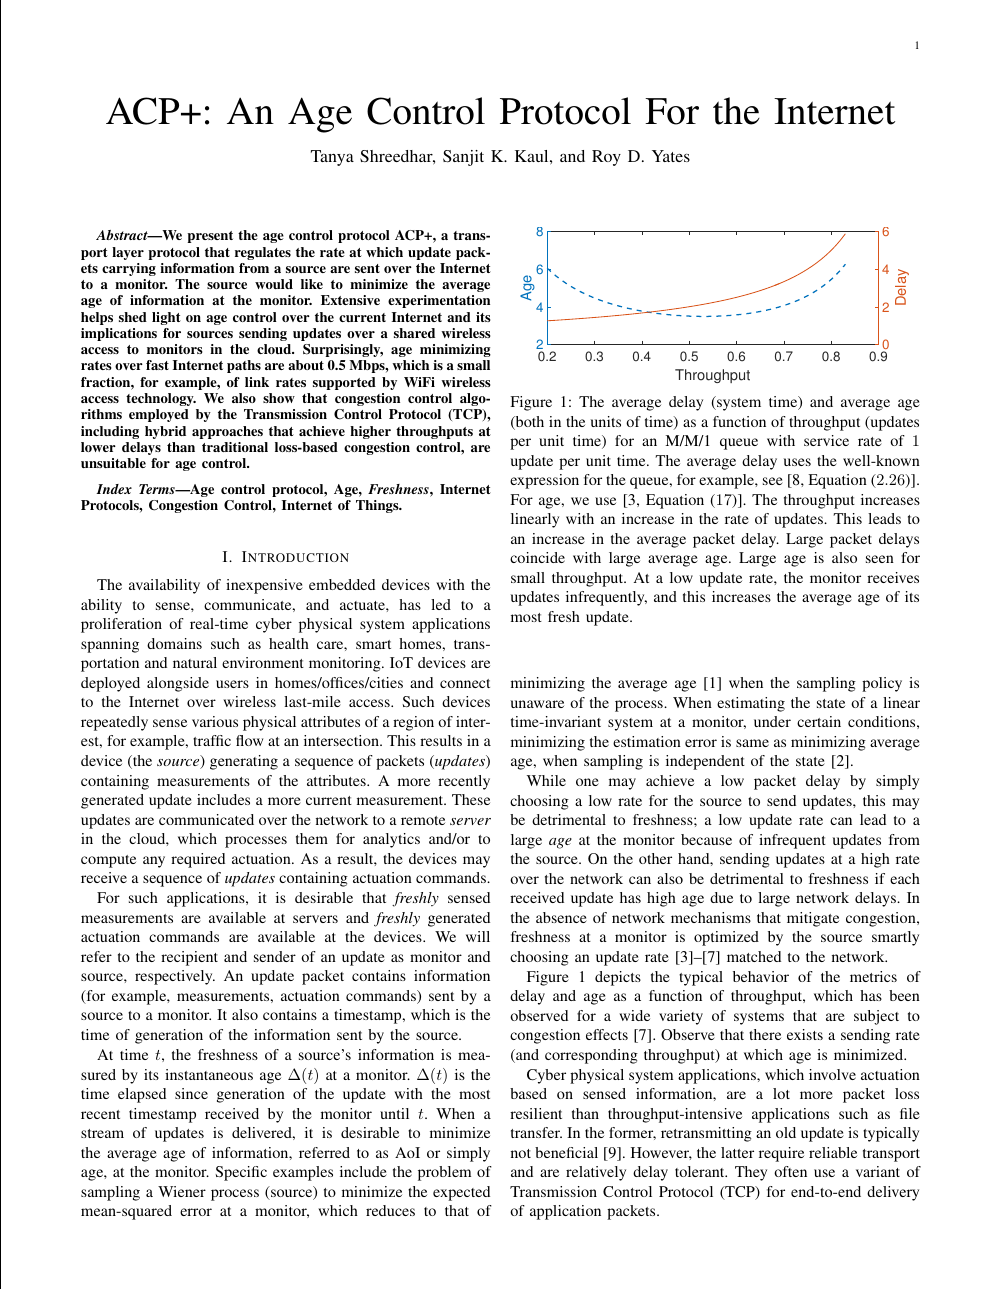 1
ACP+: An Age Control Protocol For the Internet
Tanya Shreedhar, Sanjit K. Kaul, and Roy D. Yates
Abstract—We present the age control protocol ACP+, a trans-
port layer protocol that regulates the rate at which update pack-
ets carrying information from a source are sent over the Internet
to a monitor. The source would like to minimize the average
age of information at the monitor. Extensive experimentation
helps shed light on age control over the current Internet and its
implications for sources sending updates over a shared wireless
access to monitors in the cloud. Surprisingly, age minimizing
rates over fast Internet paths are about 0.5 Mbps, which is a small
fraction, for example, of link rates supported by WiFi wireless
access technology. We also show that congestion control algo-
rithms employed by the Transmission Control Protocol (TCP),
including hybrid approaches that achieve higher throughputs at
lower delays than traditional loss-based congestion control, are
unsuitable for age control.
Index Terms—Age control protocol, Age, Freshness, Internet
Protocols, Congestion Control, Internet of Things.
I. INTRODUCTION
The availability of inexpensive embedded devices with the
ability to sense, communicate, and actuate, has led to a
proliferation of real-time cyber physical system applications
spanning domains such as health care, smart homes, trans-
portation and natural environment monitoring. IoT devices are
deployed alongside users in homes/offices/cities and connect
to the Internet over wireless last-mile access. Such devices
repeatedly sense various physical attributes of a region of inter-
est, for example, traffic flow at an intersection. This results in a
device (the source) generating a sequence of packets (updates)
containing measurements of the attributes. A more recently
generated update includes a more current measurement. These
updates are communicated over the network to a remote server
in the cloud, which processes them for analytics and/or to
compute any required actuation. As a result, the devices may
receive a sequence of updates containing actuation commands.
For such applications, it is desirable that freshly sensed
measurements are available at servers and freshly generated
actuation commands are available at the devices. We will
refer to the recipient and sender of an update as monitor and
source, respectively. An update packet contains information
(for example, measurements, actuation commands) sent by a
source to a monitor. It also contains a timestamp, which is the
time of generation of the information sent by the source.
At time t, the freshness of a source's information is mea-
sured by its instantaneous age Δ(t) at a monitor. Δ(t) is the
time elapsed since generation of the update with the most
recent timestamp received by the monitor until t. When a
stream of updates is delivered, it is desirable to minimize
the average age of information, referred to as AoI or simply
age, at the monitor. Specific examples include the problem of
sampling a Wiener process (source) to minimize the expected
mean-squared error at a monitor, which reduces to that of
8
6
4
2
Age
6
4
2
0
Delay
0.2 0.3 0.4 0.5 0.6 0.7 0.8 0.9
Throughput
Figure 1: The average delay (system time) and average age
(both in the units of time) as a function of throughput (updates
per unit time) for an M/M/1 queue with service rate of 1
update per unit time. The average delay uses the well-known
expression for the queue, for example, see [8, Equation (2.26)].
For age, we use [3, Equation (17)]. The throughput increases
linearly with an increase in the rate of updates. This leads to
an increase in the average packet delay. Large packet delays
coincide with large average age. Large age is also seen for
small throughput. At a low update rate, the monitor receives
updates infrequently, and this increases the average age of its
most fresh update.
minimizing the average age [1] when the sampling policy is
unaware of the process. When estimating the state of a linear
time-invariant system at a monitor, under certain conditions,
minimizing the estimation error is same as minimizing average
age, when sampling is independent of the state [2].
While one may achieve a low packet delay by simply
choosing a low rate for the source to send updates, this may
be detrimental to freshness; a low update rate can lead to a
large age at the monitor because of infrequent updates from
the source. On the other hand, sending updates at a high rate
over the network can also be detrimental to freshness if each
received update has high age due to large network delays. In
the absence of network mechanisms that mitigate congestion,
freshness at a monitor is optimized by the source smartly
choosing an update rate [3]–[7] matched to the network.
Figure 1 depicts the typical behavior of the metrics of
delay and age as a function of throughput, which has been
observed for a wide variety of systems that are subject to
congestion effects [7]. Observe that there exists a sending rate
(and corresponding throughput) at which age is minimized.
Cyber physical system applications, which involve actuation
based on sensed information, are a lot more packet loss
resilient than throughput-intensive applications such as file
transfer. In the former, retransmitting an old update is typically
not beneficial [9]. However, the latter require reliable transport
and are relatively delay tolerant. They often use a variant of
Transmission Control Protocol (TCP) for end-to-end delivery
of application packets.